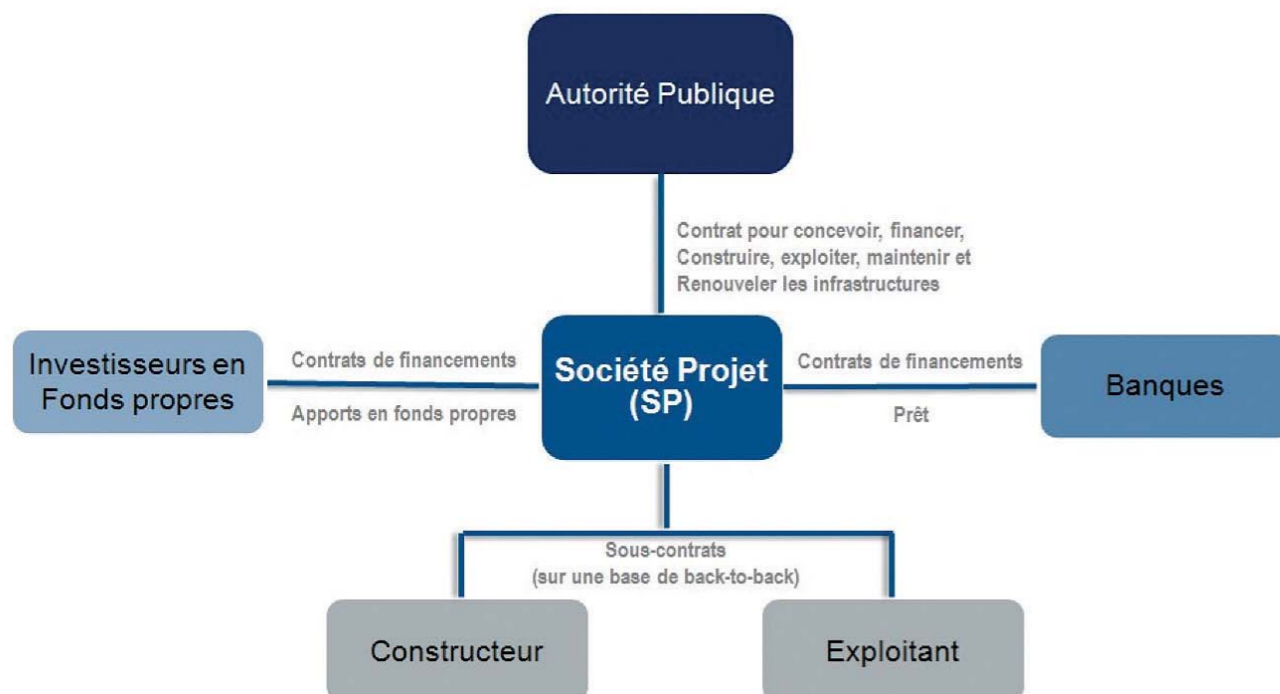 Autorité Publique
Contrat pour concevoir, financer,
Construire, exploiter, maintenir et
Renouveler les infrastructures
Investisseurs en
Fonds propres
Contrats de financements
Apports en fonds propres
Société Projet
(SP)
Contrats de financements
Prêt
Banques
Sous-contrats
(sur une base de back-to-back)
Constructeur
Exploitant